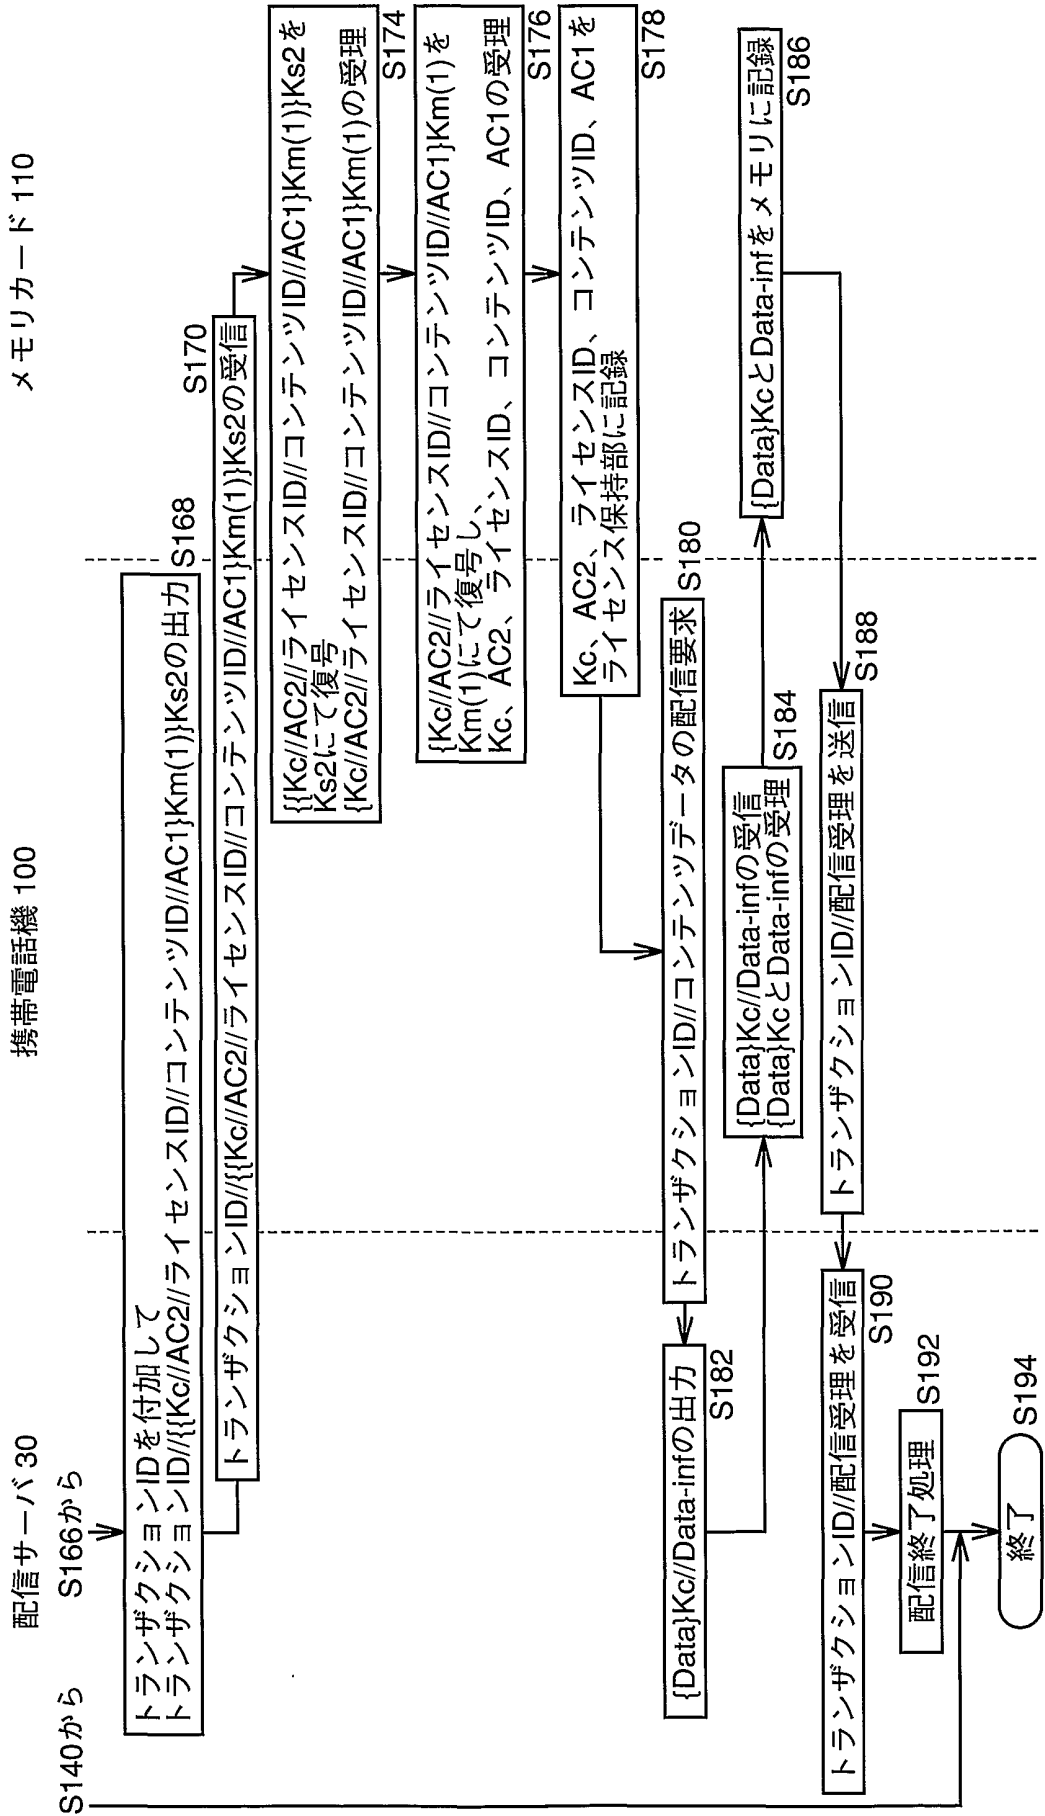 配信サーバ 30
携帯電話機 100
メモリカード 110
S140から
S166から
トランザクションIDを付加して
トランザクションID//{{Kc//AC2//ライセンスID//コンテンツID//AC1}Km(1)}Ks2の出力
S168
トランザクションID//{{Kc//AC2//ライセンスID//コンテンツID//AC1}Km(1)}Ks2の受信
S170
{{Kc//AC2//ライセンスID//コンテンツID//AC1}Km(1)}Ks2を
Ks2にて復号
{Kc//AC2//ライセンスID//コンテンツID//AC1}Km(1)の受理
S174
{Kc//AC2//ライセンスID//コンテンツID//AC1}Km(1)を
Km(1)にて復号し、
Kc、AC2、ライセンスID、コンテンツID、AC1の受理
S176
Kc、AC2、ライセンスID、コンテンツID、AC1を
ライセンス保持部に記録
S178
トランザクションID//コンテンツデータの配信要求
S180
{Data}Kc//Data-infの出力
S182
{Data}Kc//Data-infの受信
{Data}KcとData-infの受理
S184
{Data}KcとData-infをメモリに記録
S186
トランザクションID//配信受理を送信
S188
トランザクションID//配信受理を受信
S190
配信終了処理
S192
終了
S194